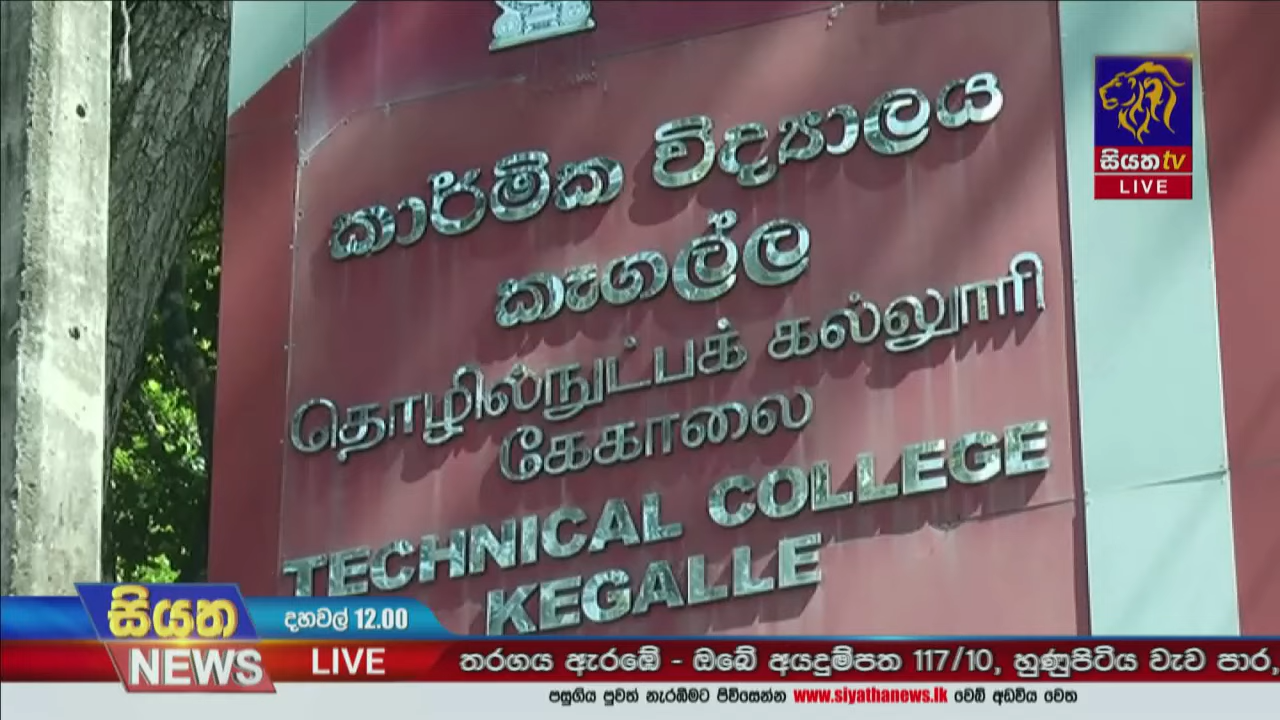 කාර්මික විද්‍යාලය
කෑගල්ල
தொழில்நுட்பக் கல்லூரி
கேகாலை
TECHNICAL COLLEGE
KEGALLE
සියත tv
LIVE
සියත
NEWS
දහවල් 12.00
LIVE
තරගය ඇරඹේ - ඔබේ අයදුම්පත 117/10, හුණුපිටිය වැව පාර,
පසුගිය පුවත් නැරඹීමට පිවිසෙන්න www.siyathanews.lk වෙබ් අඩවිය වෙත